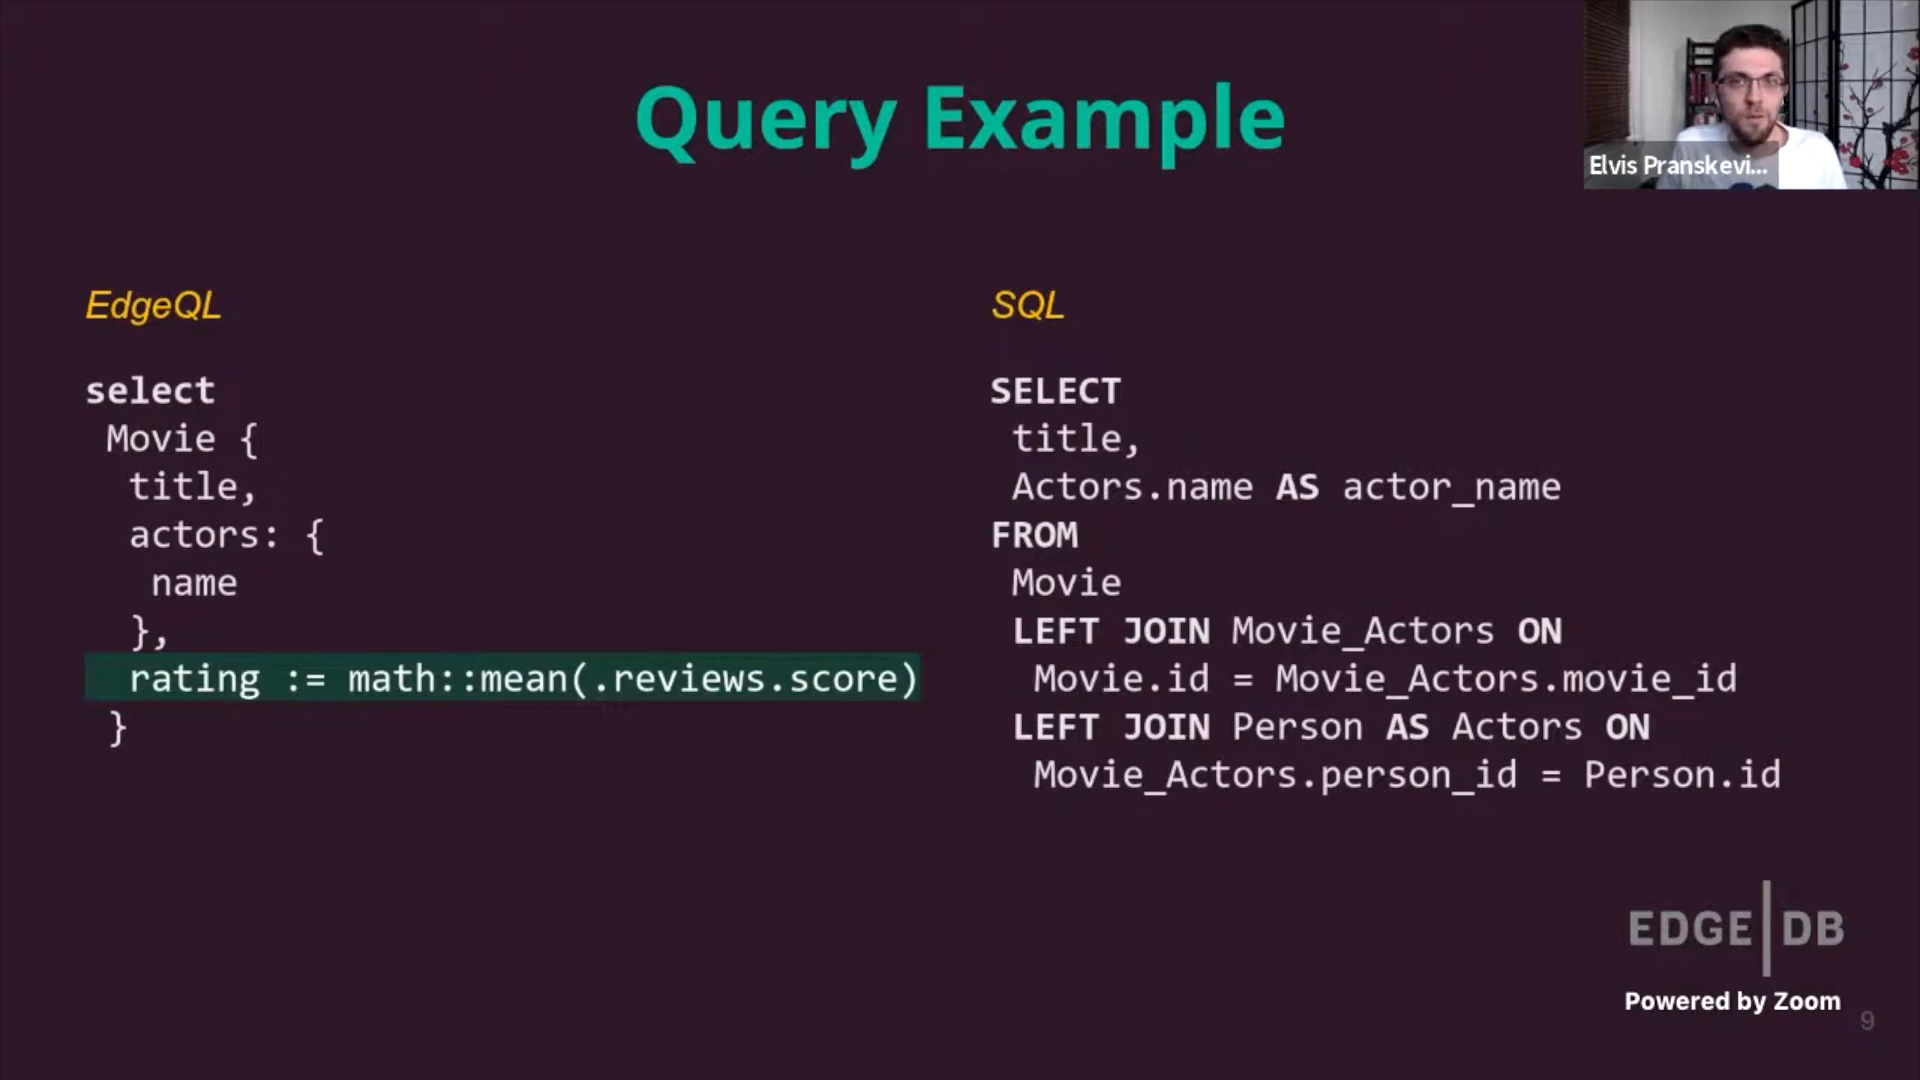 Query Example
Elvis Pranskevi...
EdgeQL
select
Movie {
title,
actors: {
name
},
rating := math::mean(.reviews.score)
}
SQL
SELECT
title,
Actors.name AS actor_name
FROM
Movie
LEFT JOIN Movie_Actors ON
Movie.id = Movie_Actors.movie_id
LEFT JOIN Person AS Actors ON
Movie_Actors.person_id = Person.id
EDGE|DB
Powered by Zoom
9